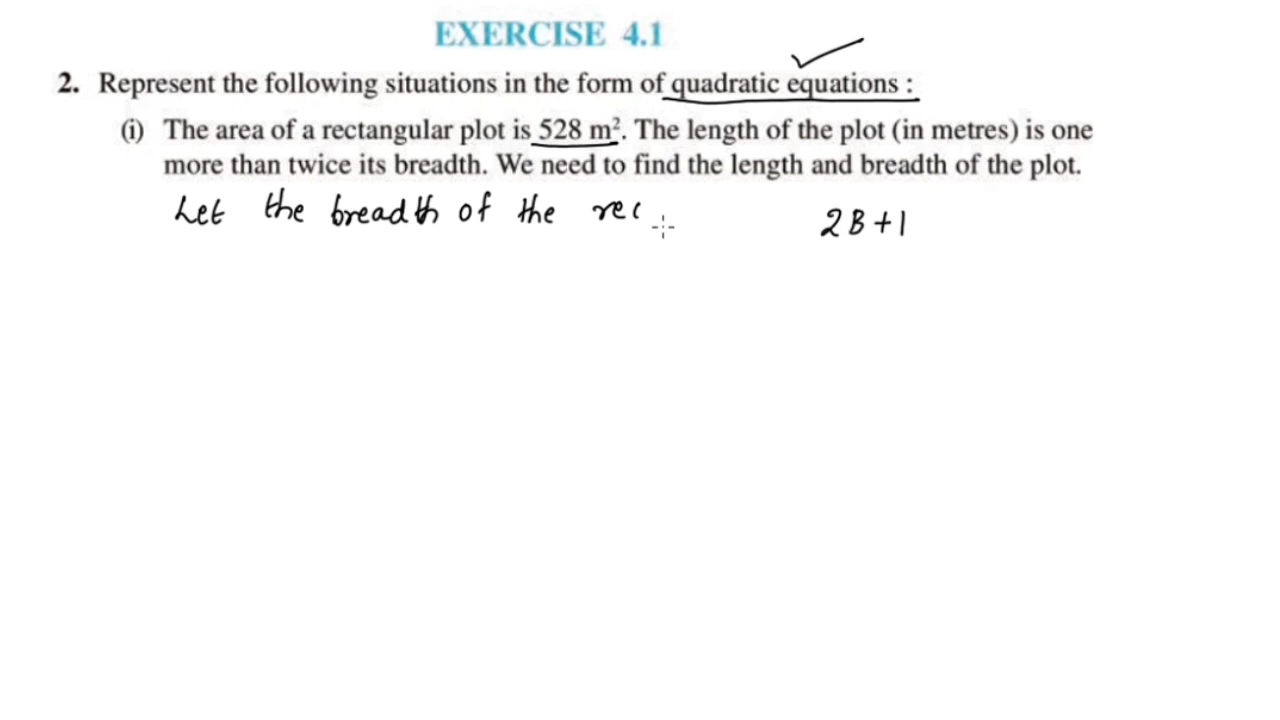 EXERCISE 4.1
2. Represent the following situations in the form of quadratic equations :
(i) The area of a rectangular plot is 528 m². The length of the plot (in metres) is one
more than twice its breadth. We need to find the length and breadth of the plot.
Let the breadth of the rec 2B+1